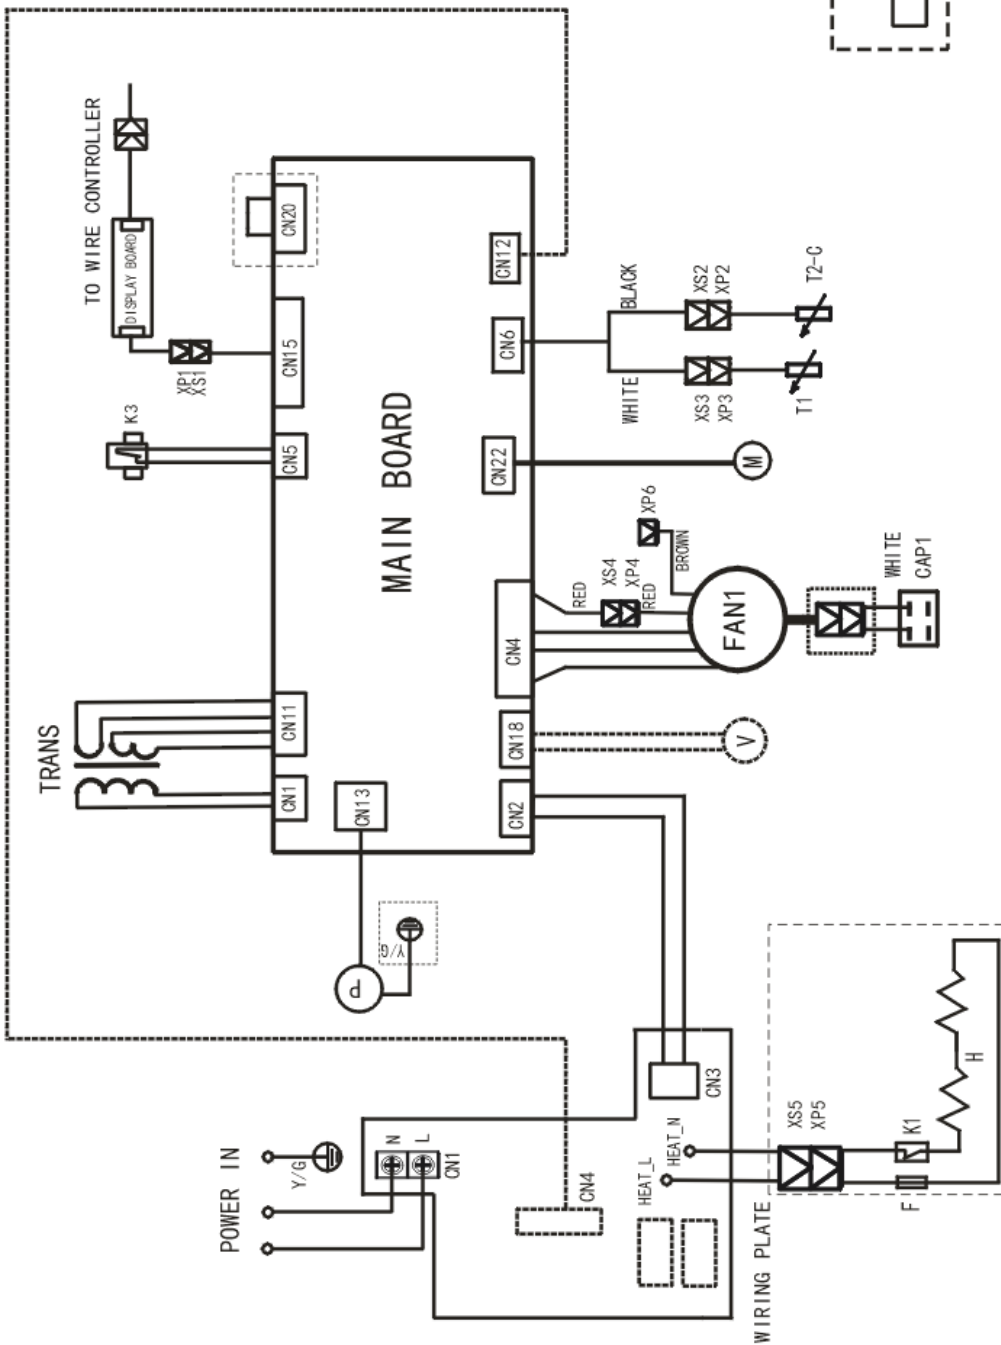 TO WIRE CONTROLLER
DISPLAY BOARD
XP1
XS1
K3
TRANS
CN20
CN15
CN5
CN11
CN1
CN13
MAIN BOARD
CN12
CN6
CN22
CN4
CN18
CN2
P
Y/G
BLACK
XS2
XP2
T2-C
WHITE
XS3
XP3
T1
M
XP6
BROWN
RED
XS4
XP4
RED
FAN1
WHITE
CAP1
V
POWER IN
Y/G
N
L
CN1
CN4
CN3
HEAT_L
HEAT_N
WIRING PLATE
XS5
XP5
K1
F
H